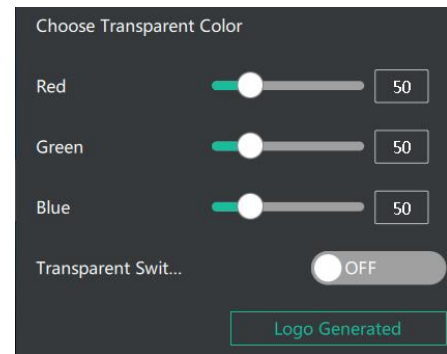 Choose Transparent Color
Red 50
Green 50
Blue 50
Transparent Swit... OFF
Logo Generated